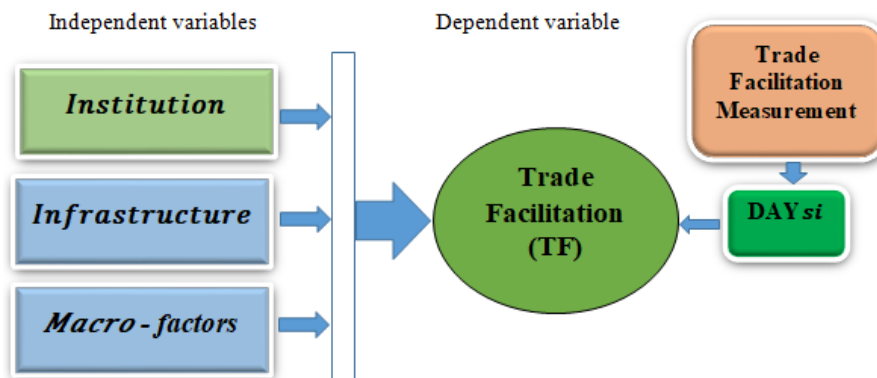 Independent variables
Dependent variable
Institution
Infrastructure
Macro - factors
Trade
Facilitation
(TF)
Trade
Facilitation
Measurement
DAYsi